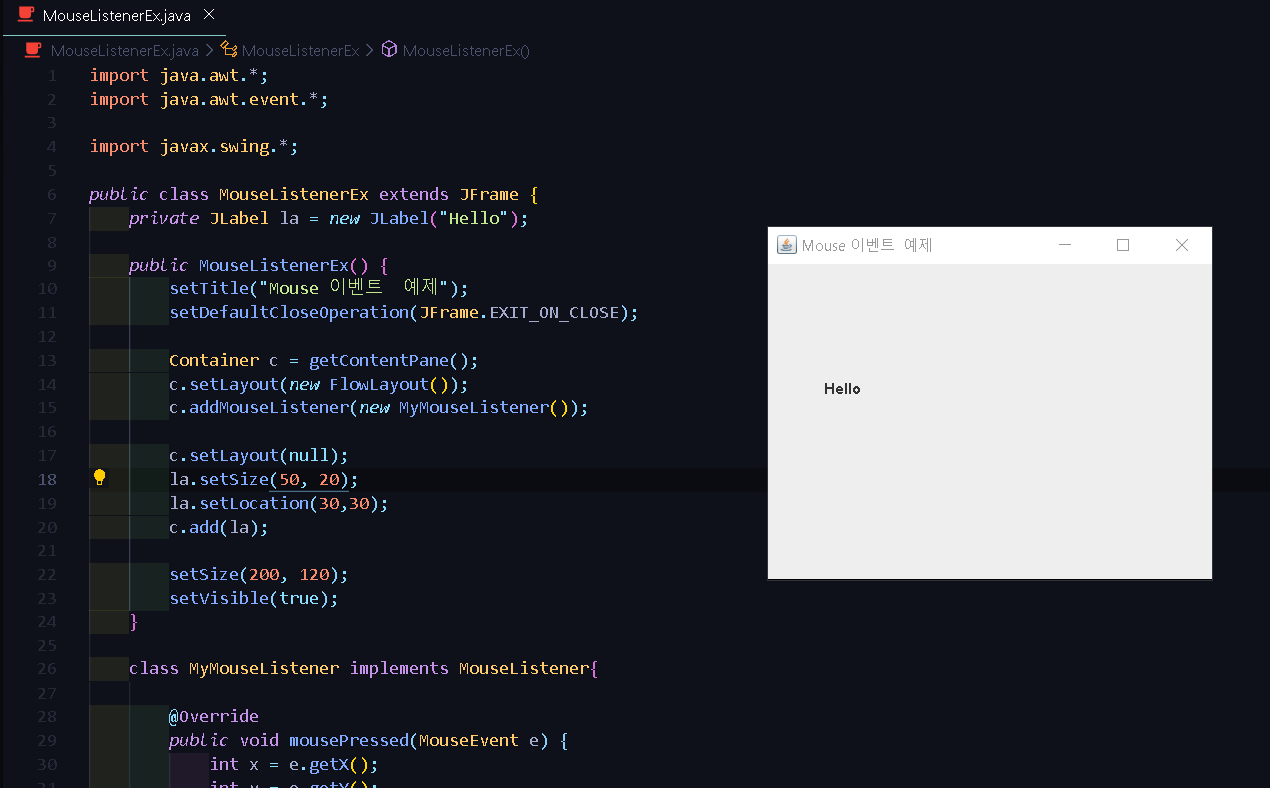 MouseListenerEx.java
MouseListenerEx.java > MouseListenerEx > MouseListenerEx()
1 import java.awt.*;
2 import java.awt.event.*;
3
4 import javax.swing.*;
5
6 public class MouseListenerEx extends JFrame {
7 private JLabel la = new JLabel("Hello");
8
9 public MouseListenerEx() {
10 setTitle("Mouse 이벤트 예제");
11 setDefaultCloseOperation(JFrame.EXIT_ON_CLOSE);
12
13 Container c = getContentPane();
14 c.setLayout(new FlowLayout());
15 c.addMouseListener(new MyMouseListener());
16
17 c.setLayout(null);
18 la.setSize(50, 20);
19 la.setLocation(30,30);
20 c.add(la);
21
22 setSize(200, 120);
23 setVisible(true);
24 }
25
26 class MyMouseListener implements MouseListener{
27
28 @Override
29 public void mousePressed(MouseEvent e) {
30 int x = e.getX();
31 int y = e.getY();
Mouse 이벤트 예제
Hello